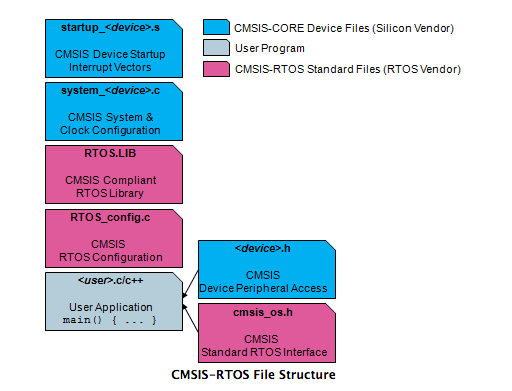 startup_<device>.s
CMSIS Device Startup
Interrupt Vectors
CMSIS-CORE Device Files (Silicon Vendor)
User Program
CMSIS-RTOS Standard Files (RTOS Vendor)
system_<device>.c
CMSIS System &
Clock Configuration
RTOS.LIB
CMSIS Compliant
RTOS Library
RTOS_config.c
CMSIS
RTOS Configuration
<user>.c/c++
User Application
main() { ... }
<device>.h
CMSIS
Device Peripheral Access
cmsis_os.h
CMSIS
Standard RTOS Interface
CMSIS-RTOS File Structure